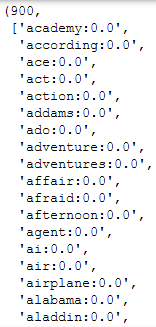 (900,
['academy:0.0',
'according:0.0',
'ace:0.0',
'act:0.0',
'action:0.0',
'addams:0.0',
'ado:0.0',
'adventure:0.0',
'adventures:0.0',
'affair:0.0',
'afraid:0.0',
'afternoon:0.0',
'agent:0.0',
'ai:0.0',
'air:0.0',
'airplane:0.0',
'alabama:0.0',
'aladdin:0.0',